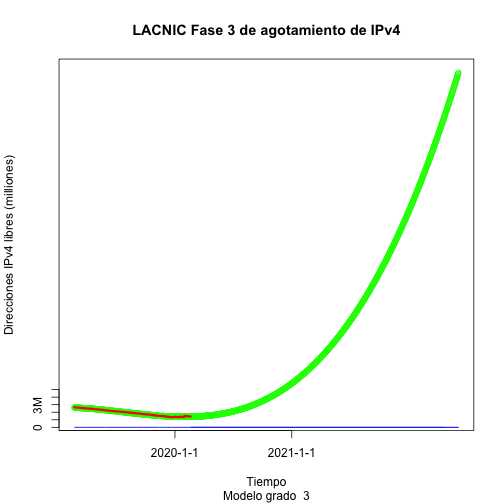 LACNIC Fase 3 de agotamiento de IPv4
Direcciones IPv4 libres (milliones)
3M
0
2020-1-1
2021-1-1
Tiempo
Modelo grado 3